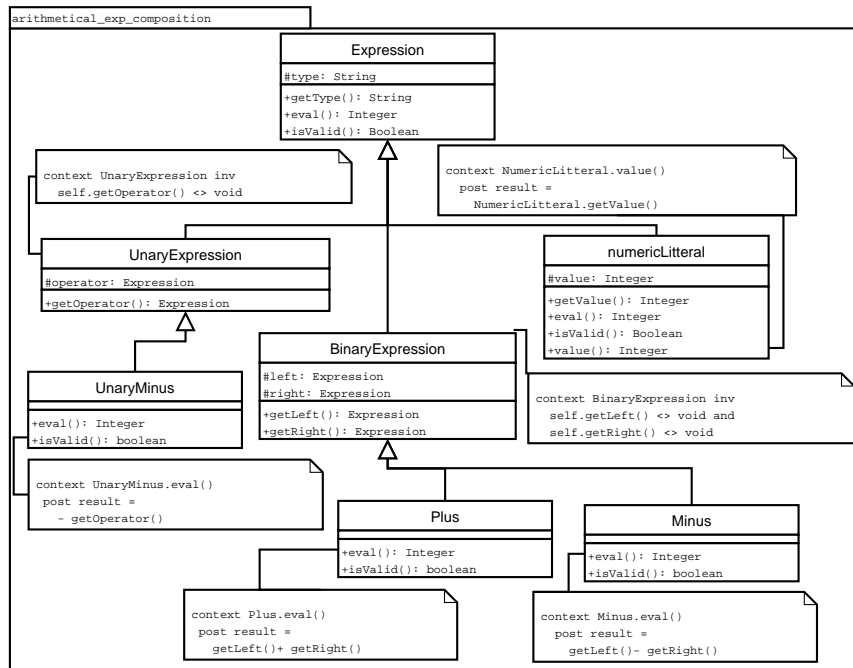 arithmetical_exp_composition
Expression
#type: String
+getType(): String
+eval(): Integer
+isValid(): Boolean
context UnaryExpression inv
self.getOperator() <> void
context NumericLitteral.value()
post result =
NumericLitteral.getValue()
UnaryExpression
#operator: Expression
+getOperator(): Expression
numericLitteral
#value: Integer
+getValue(): Integer
+eval(): Integer
+isValid(): Boolean
+value(): Integer
BinaryExpression
#left: Expression
#right: Expression
+getLeft(): Expression
+getRight(): Expression
UnaryMinus
+eval(): Integer
+isValid(): boolean
context BinaryExpression inv
self.getLeft() <> void and
self.getRight() <> void
context UnaryMinus.eval()
post result =
- getOperator()
Plus
+eval(): Integer
+isValid(): boolean
Minus
+eval(): Integer
+isValid(): boolean
context Plus.eval()
post result =
getLeft()+ getRight()
context Minus.eval()
post result =
getLeft()- getRight()